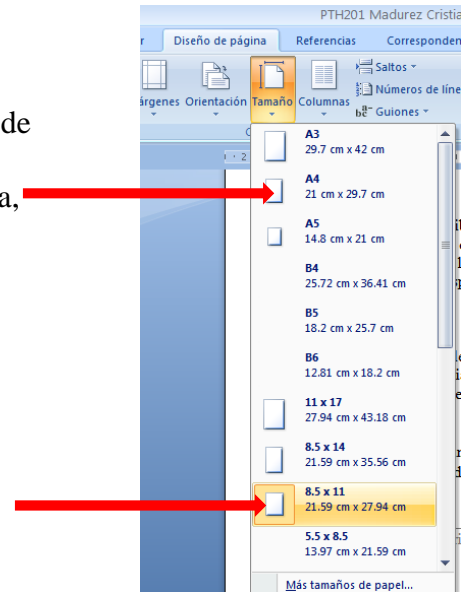 PTH201 Madurez Cristia
r Diseño de página Referencias Corresponden
árgenes Orientación Tamaño Columnas
Saltos
Números de líne
Guiones
de
a,
A3
29.7 cm x 42 cm
A4
21 cm x 29.7 cm
A5
14.8 cm x 21 cm
B4
25.72 cm x 36.41 cm
B5
18.2 cm x 25.7 cm
B6
12.81 cm x 18.2 cm
11 x 17
27.94 cm x 43.18 cm
8.5 x 14
21.59 cm x 35.56 cm
8.5 x 11
21.59 cm x 27.94 cm
5.5 x 8.5
13.97 cm x 21.59 cm
Más tamaños de papel...